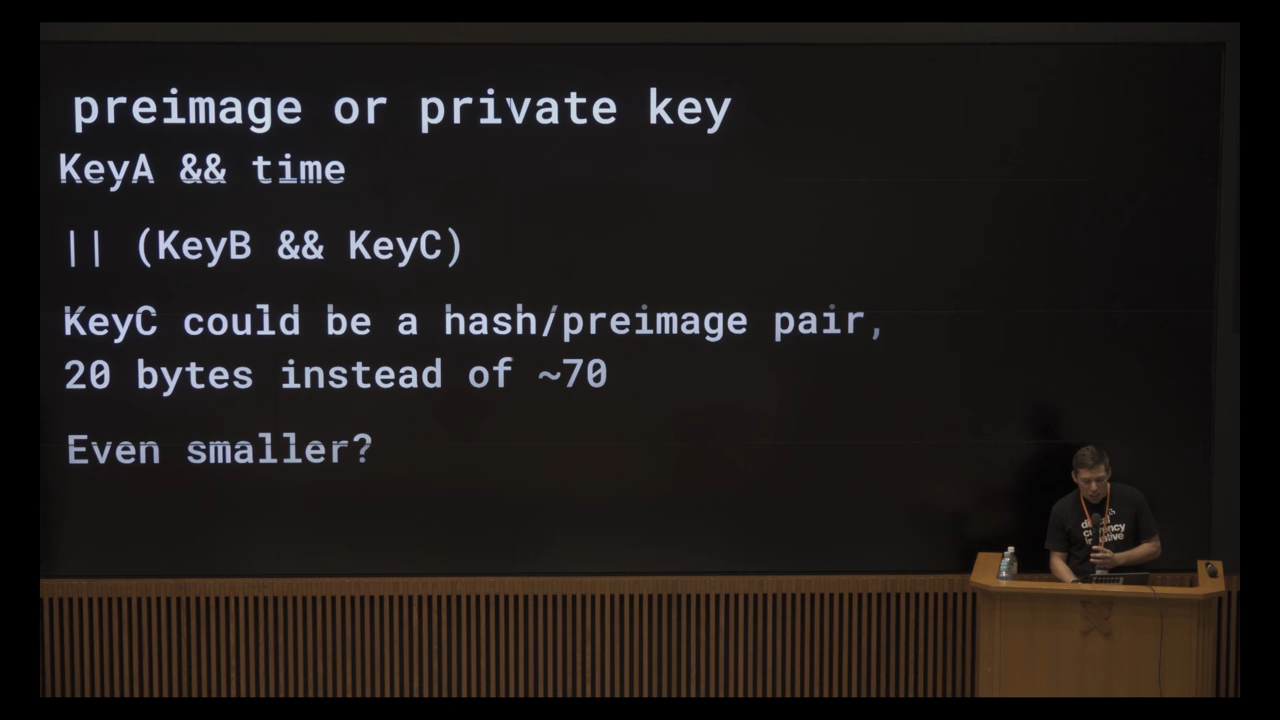 preimage or private key
KeyA && time
|| (KeyB && KeyC)
KeyC could be a hash/preimage pair,
20 bytes instead of ~70
Even smaller?
currency